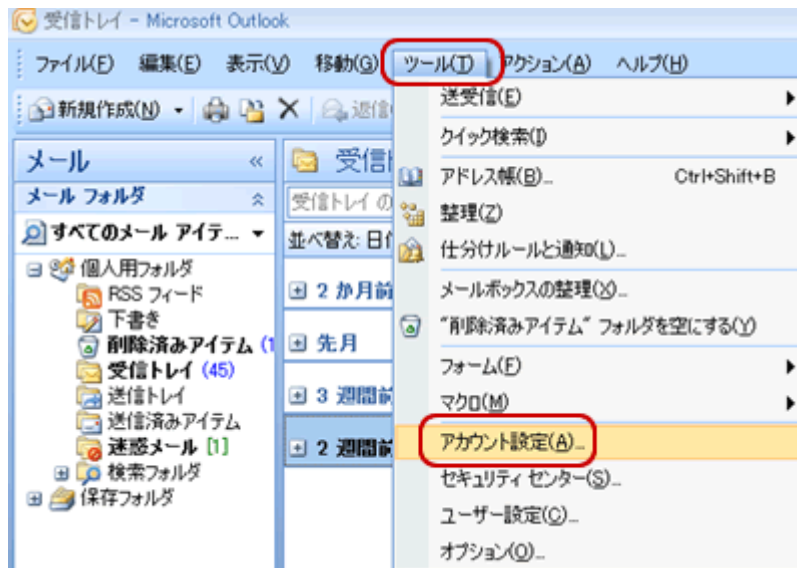 受信トレイ - Microsoft Outlook
ファイル(F) 編集(E) 表示(V) 移動(G) ツール(T) アクション(A) ヘルプ(H)
新規作成(N) 返信
メール «
メール フォルダ
すべてのメール アイテ...
個人用フォルダ
RSS フィード
下書き
削除済みアイテム (1
受信トレイ (45)
送信トレイ
送信済みアイテム
迷惑メール [1]
検索フォルダ
保存フォルダ
受信
受信トレイ の
並べ替え: 日付
2 か月前
先月
3 週間前
2 週間前
送受信(E)
クイック検索(I)
アドレス帳(B)... Ctrl+Shift+B
整理(Z)
仕分けルールと通知(L)...
メールボックスの整理(X)...
"削除済みアイテム" フォルダを空にする(Y)
フォーム(F)
マクロ(M)
アカウント設定(A)...
セキュリティ センター(S)...
ユーザー設定(C)...
オプション(O)...